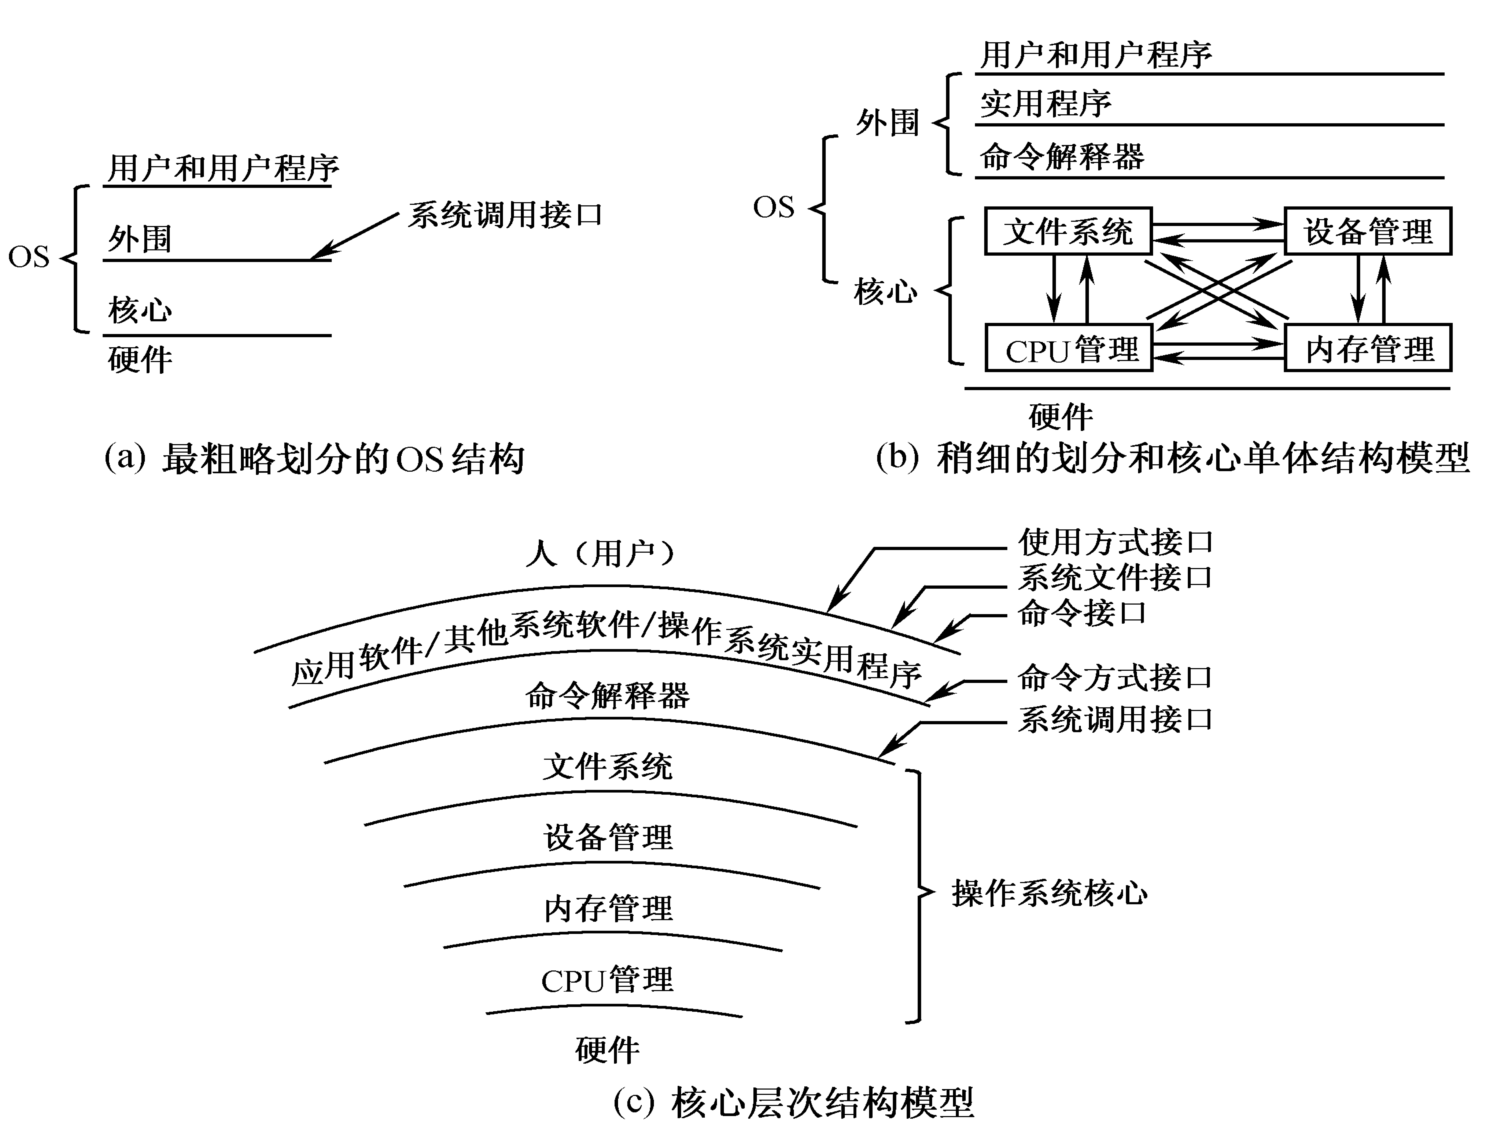 用户和用户程序
外围
核心
硬件
OS
系统调用接口
(a) 最粗略划分的OS结构
用户和用户程序
实用程序
命令解释器
外围
OS
核心
文件系统
设备管理
CPU管理
内存管理
硬件
(b) 稍细的划分和核心单体结构模型
人（用户）
应用软件/其他系统软件/操作系统实用程序
命令解释器
文件系统
设备管理
内存管理
CPU管理
硬件
使用方式接口
系统文件接口
命令接口
命令方式接口
系统调用接口
操作系统核心
(c) 核心层次结构模型